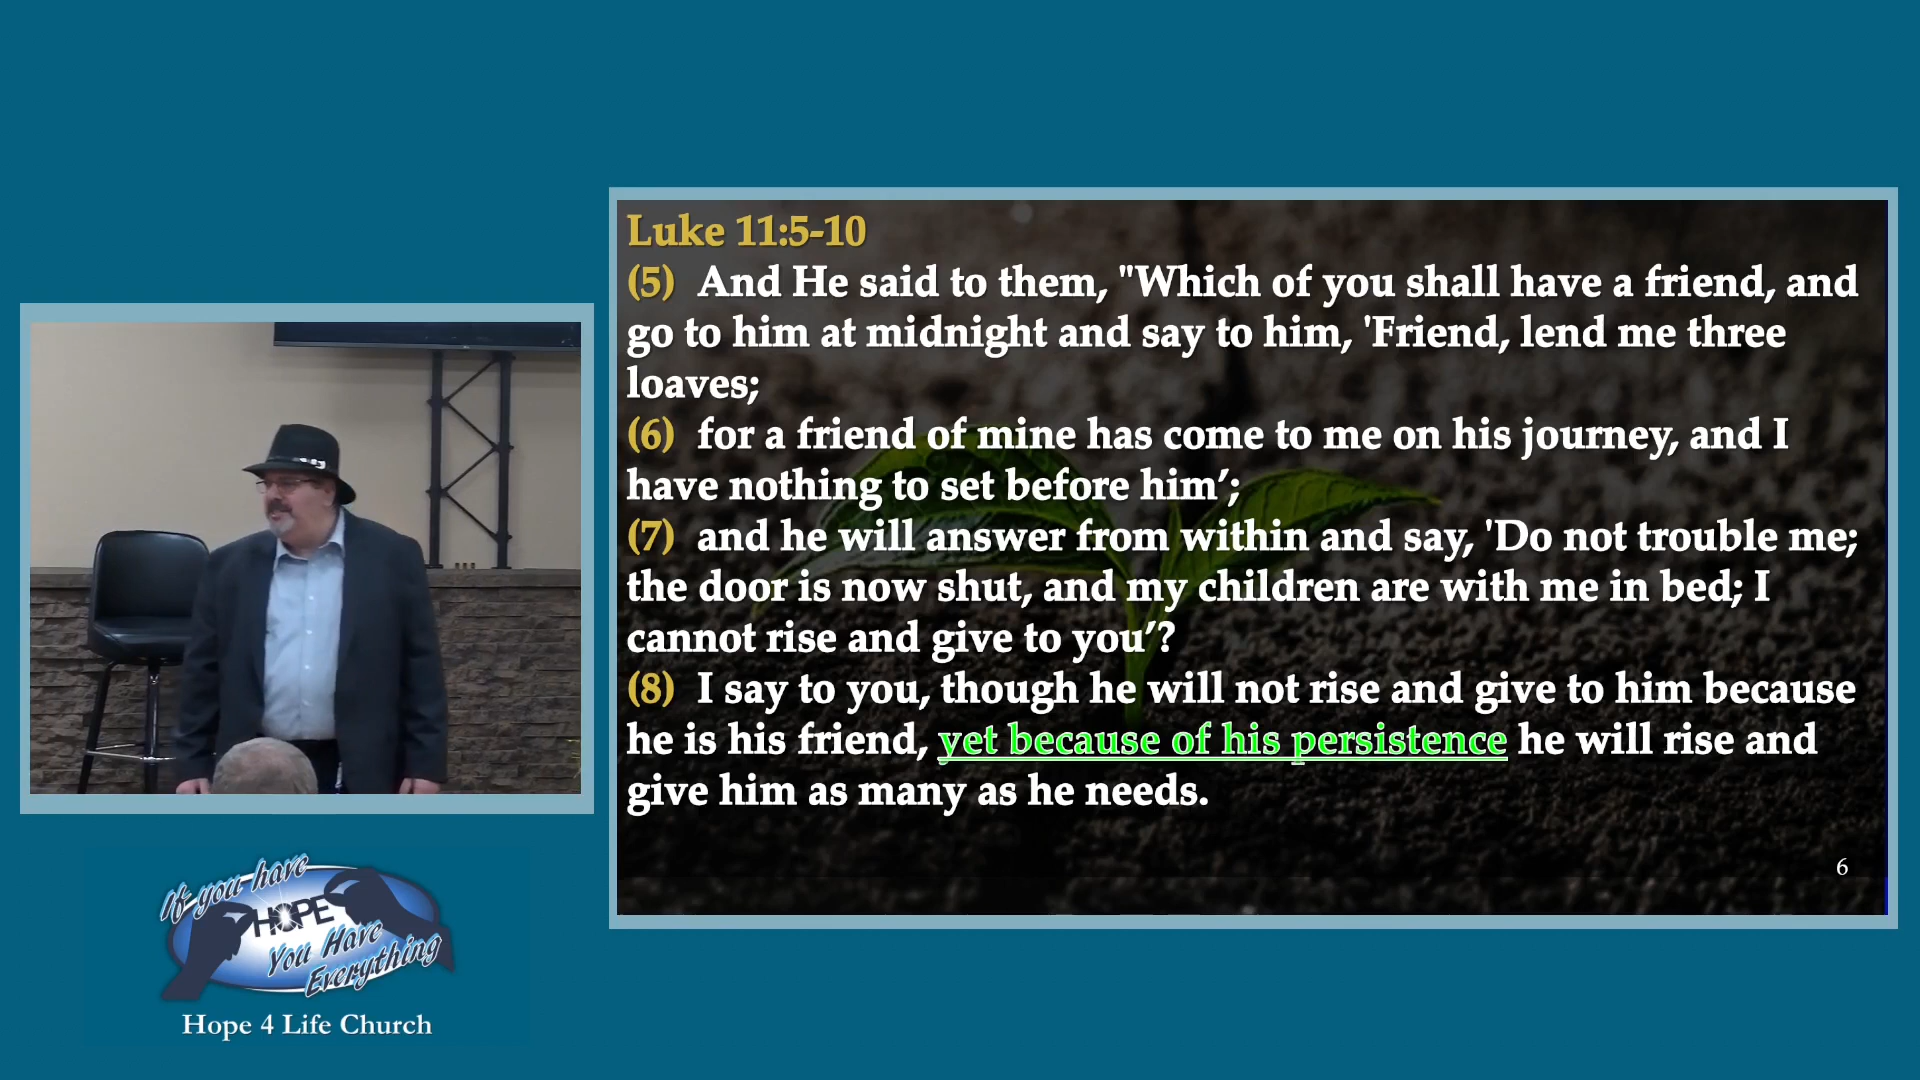 Luke 11:5-10
(5) And He said to them, "Which of you shall have a friend, and
go to him at midnight and say to him, 'Friend, lend me three
loaves;
(6) for a friend of mine has come to me on his journey, and I
have nothing to set before him’;
(7) and he will answer from within and say, 'Do not trouble me;
the door is now shut, and my children are with me in bed; I
cannot rise and give to you’?
(8) I say to you, though he will not rise and give to him because
he is his friend, yet because of his persistence he will rise and
give him as many as he needs.
6
If you have
HOPE
You Have
Everything
Hope 4 Life Church